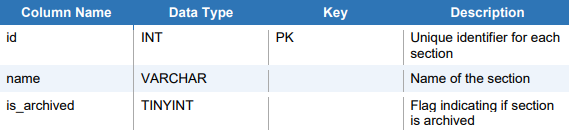 Column Name Data Type Key Description
id INT PK Unique identifier for each
section
name VARCHAR Name of the section
is_archived TINYINT Flag indicating if section
is archived